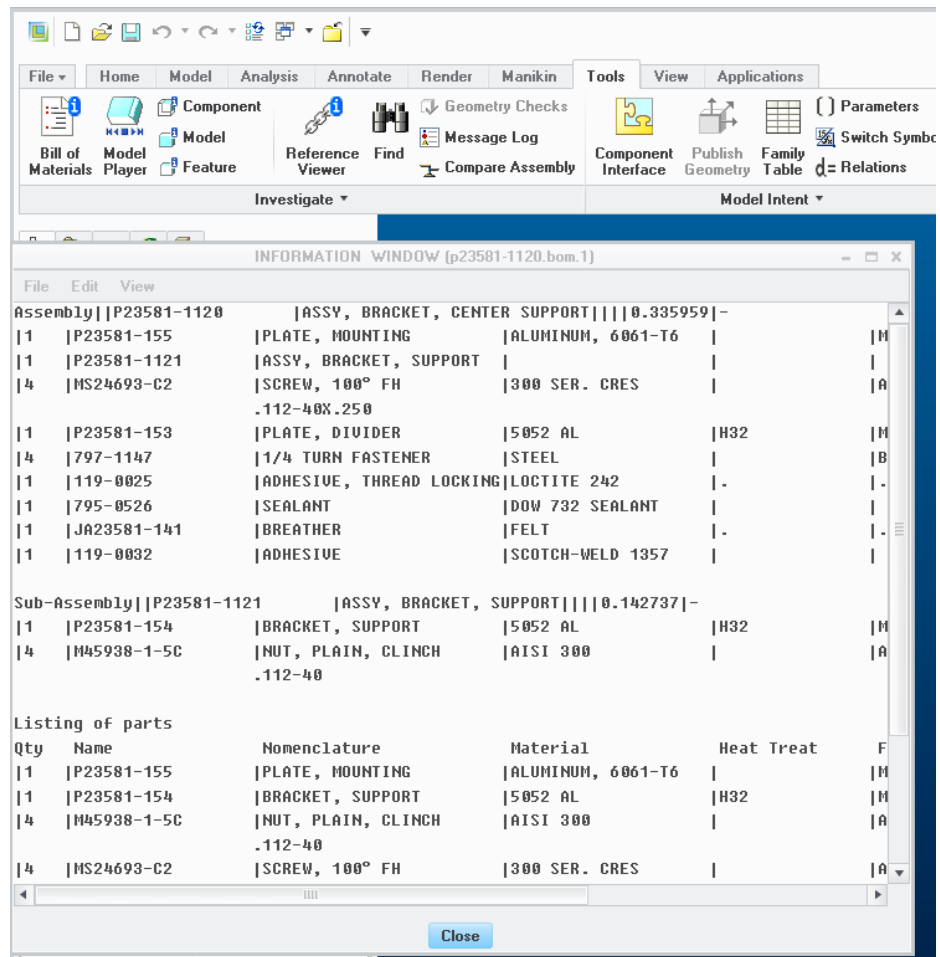 File Home Model Analysis Annotate Render Manikin Tools View Applications
Bill of Materials
Model Player
Component
Model
Feature
Reference Viewer
Find
Geometry Checks
Message Log
Compare Assembly
Investigate
Component Interface
Publish Geometry
Family Table
[ ] Parameters
Switch Symbo
d= Relations
Model Intent
INFORMATION WINDOW (p23581-1120.bom.1)
File Edit View
Assembly||P23581-1120 |ASSY, BRACKET, CENTER SUPPORT||||0.335959|-
|1 |P23581-155 |PLATE, MOUNTING |ALUMINUM, 6061-T6 | |M
|1 |P23581-1121 |ASSY, BRACKET, SUPPORT | | |
|4 |MS24693-C2 |SCREW, 100° FH |300 SER. CRES | |A
.112-40X.250
|1 |P23581-153 |PLATE, DIVIDER |5052 AL |H32 |M
|4 |797-1147 |1/4 TURN FASTENER |STEEL | |B
|1 |119-0025 |ADHESIVE, THREAD LOCKING|LOCTITE 242 |. |.
|1 |795-0526 |SEALANT |DOW 732 SEALANT | |
|1 |JA23581-141 |BREATHER |FELT |. |.
|1 |119-0032 |ADHESIVE |SCOTCH-WELD 1357 | |
Sub-Assembly||P23581-1121 |ASSY, BRACKET, SUPPORT||||0.142737|-
|1 |P23581-154 |BRACKET, SUPPORT |5052 AL |H32 |M
|4 |M45938-1-5C |NUT, PLAIN, CLINCH |AISI 300 | |A
.112-40
Listing of parts
Qty Name Nomenclature Material Heat Treat F
|1 |P23581-155 |PLATE, MOUNTING |ALUMINUM, 6061-T6 | |M
|1 |P23581-154 |BRACKET, SUPPORT |5052 AL |H32 |M
|4 |M45938-1-5C |NUT, PLAIN, CLINCH |AISI 300 | |A
.112-40
|4 |MS24693-C2 |SCREW, 100° FH |300 SER. CRES | |A
Close